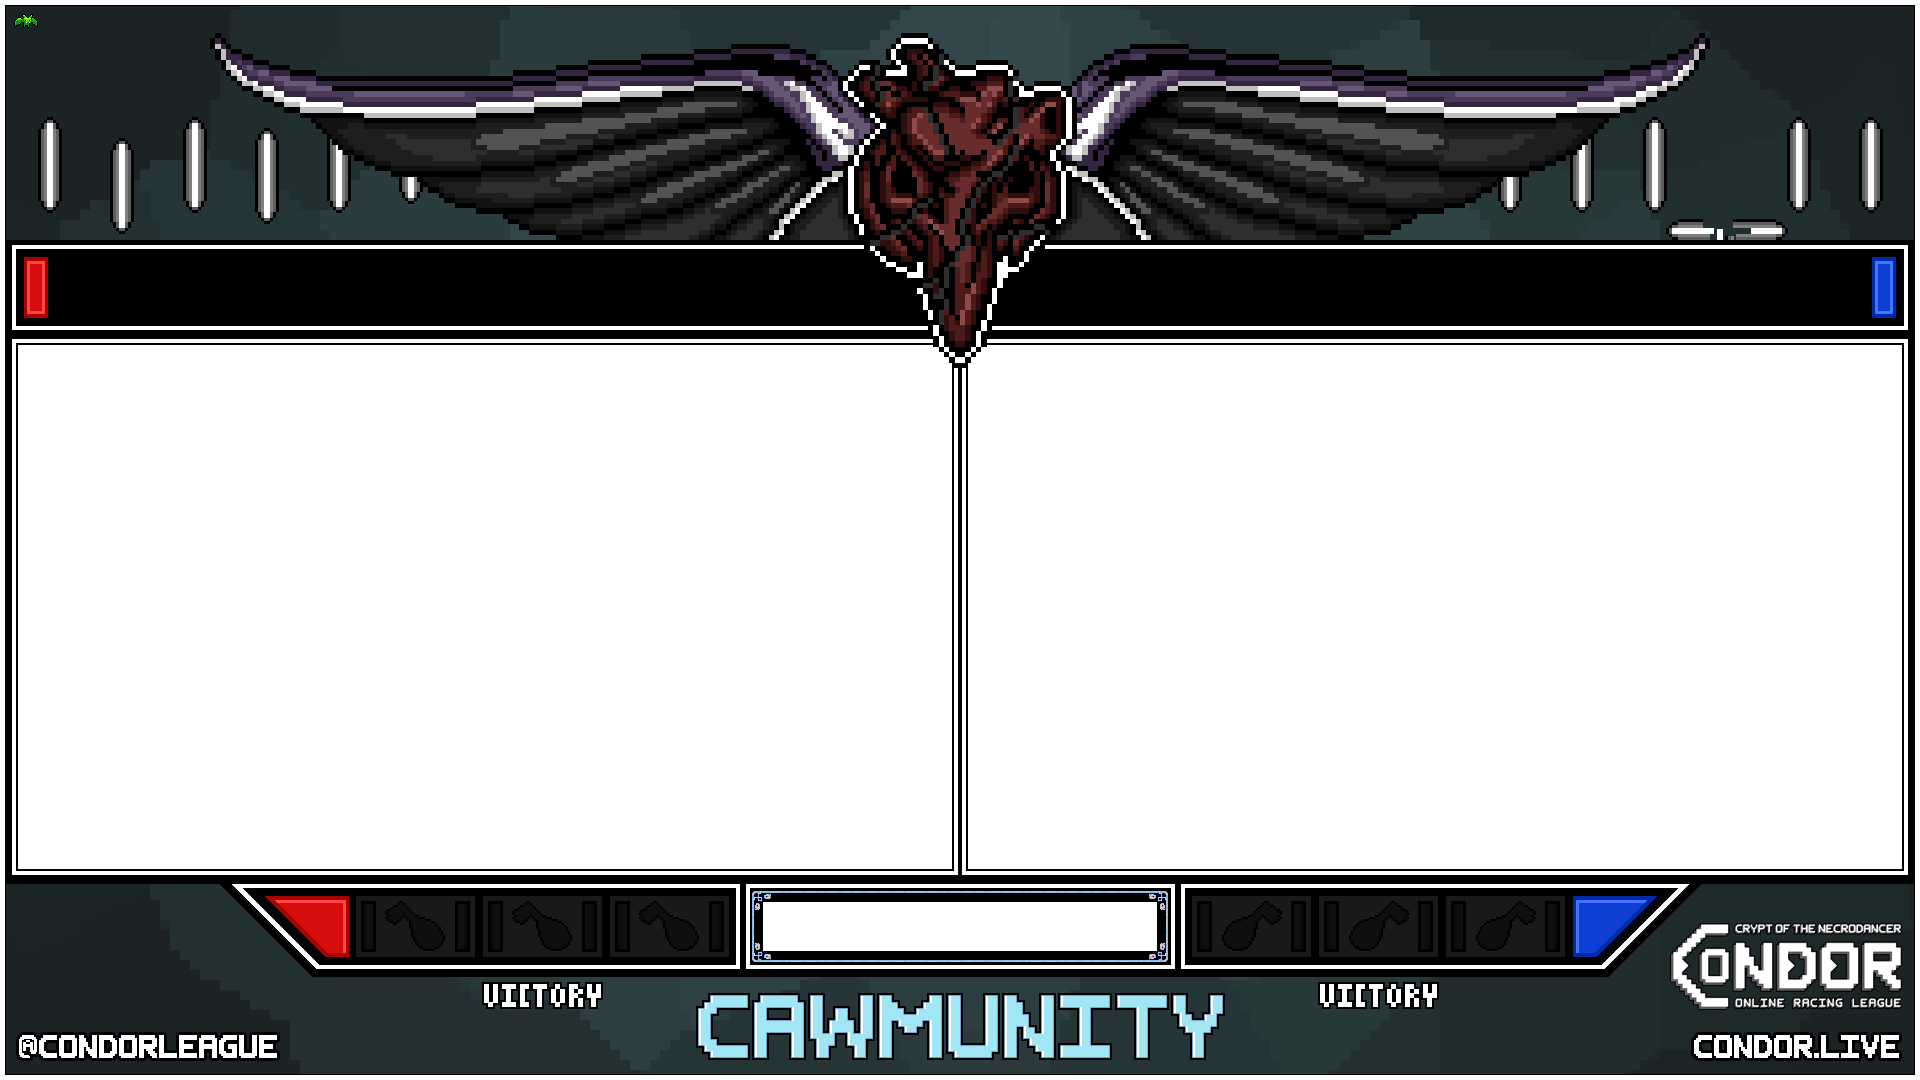 VICTORY
VICTORY
CAWMUNITY
CRYPT OF THE NECRODANCER
CONDOR
ONLINE RACING LEAGUE
@CONDORLEAGUE
CONDOR.LIVE